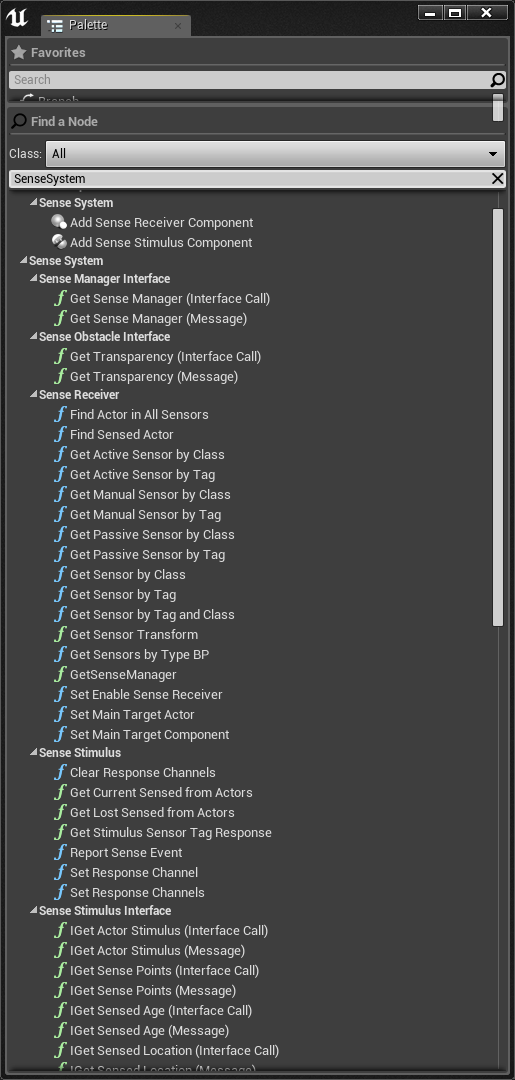 Palette
Favorites
Search
Branch
Find a Node
Class: All
SenseSystem
Sense System
Add Sense Receiver Component
Add Sense Stimulus Component
Sense System
Sense Manager Interface
Get Sense Manager (Interface Call)
Get Sense Manager (Message)
Sense Obstacle Interface
Get Transparency (Interface Call)
Get Transparency (Message)
Sense Receiver
Find Actor in All Sensors
Find Sensed Actor
Get Active Sensor by Class
Get Active Sensor by Tag
Get Manual Sensor by Class
Get Manual Sensor by Tag
Get Passive Sensor by Class
Get Passive Sensor by Tag
Get Sensor by Class
Get Sensor by Tag
Get Sensor by Tag and Class
Get Sensor Transform
Get Sensors by Type BP
GetSenseManager
Set Enable Sense Receiver
Set Main Target Actor
Set Main Target Component
Sense Stimulus
Clear Response Channels
Get Current Sensed from Actors
Get Lost Sensed from Actors
Get Stimulus Sensor Tag Response
Report Sense Event
Set Response Channel
Set Response Channels
Sense Stimulus Interface
IGet Actor Stimulus (Interface Call)
IGet Actor Stimulus (Message)
IGet Sense Points (Interface Call)
IGet Sense Points (Message)
IGet Sensed Age (Interface Call)
IGet Sensed Age (Message)
IGet Sensed Location (Interface Call)
IGet Sensed Location (Message)